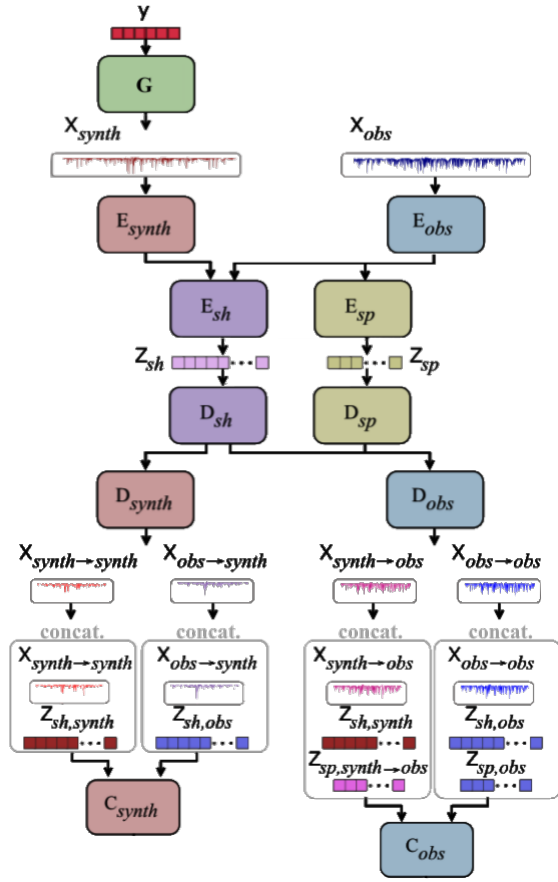 y
G
X_synth
X_obs
E_synth
E_obs
E_sh
E_sp
Z_sh
Z_sp
D_sh
D_sp
D_synth
D_obs
X_synth→synth
X_obs→synth
X_synth→obs
X_obs→obs
concat.
concat.
concat.
concat.
X_synth→synth
X_obs→synth
X_synth→obs
X_obs→obs
Z_sh,synth
Z_sh,obs
Z_sh,synth
Z_sh,obs
Z_sp,synth→obs
Z_sp,obs
C_synth
C_obs